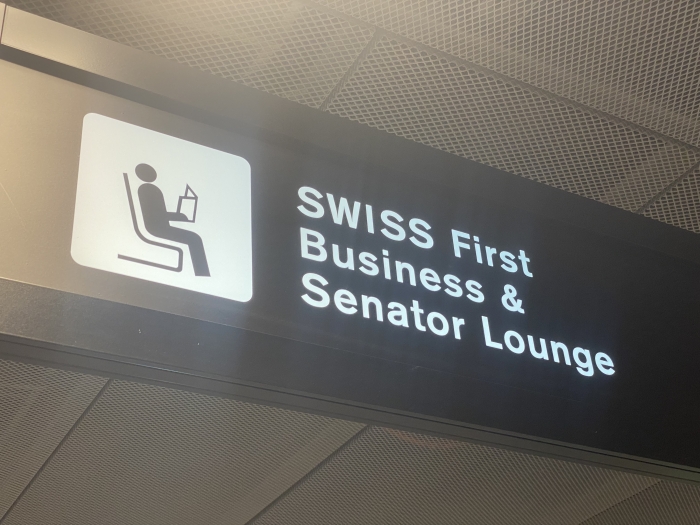 SWISS First
Business &
Senator Lounge